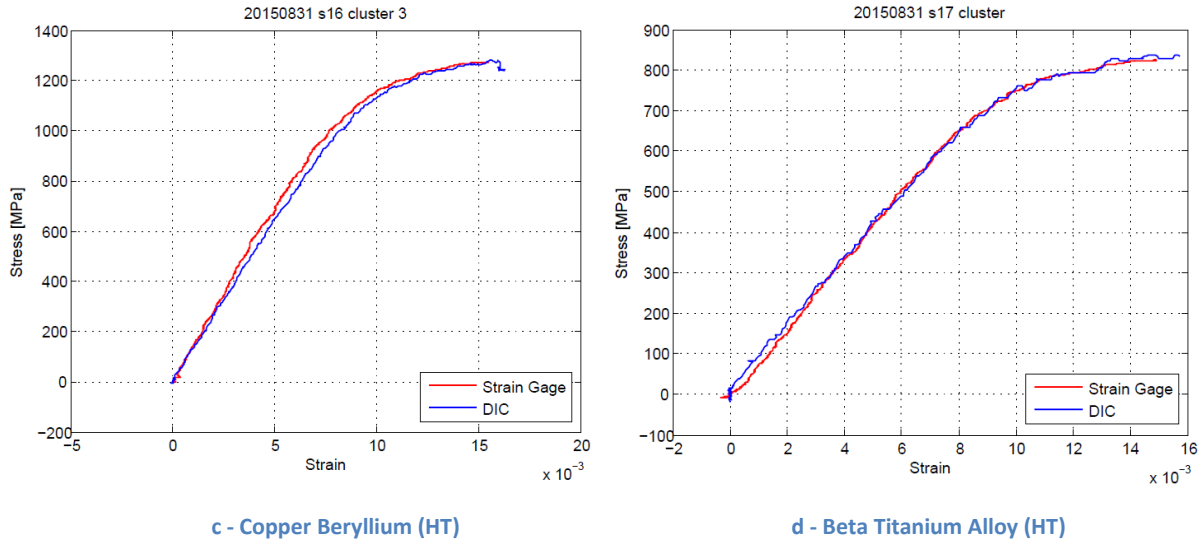 20150831 s16 cluster 3
1400
1200
1000
800
600
400
200
0
−200
Stress [MPa]
−5
0
5
10
15
20
Strain
x 10⁻³
Strain Gage
DIC
c - Copper Beryllium (HT)
20150831 s17 cluster
900
800
700
600
500
400
300
200
100
0
−100
Stress [MPa]
−2
0
2
4
6
8
10
12
14
16
Strain
x 10⁻³
Strain Gage
DIC
d - Beta Titanium Alloy (HT)